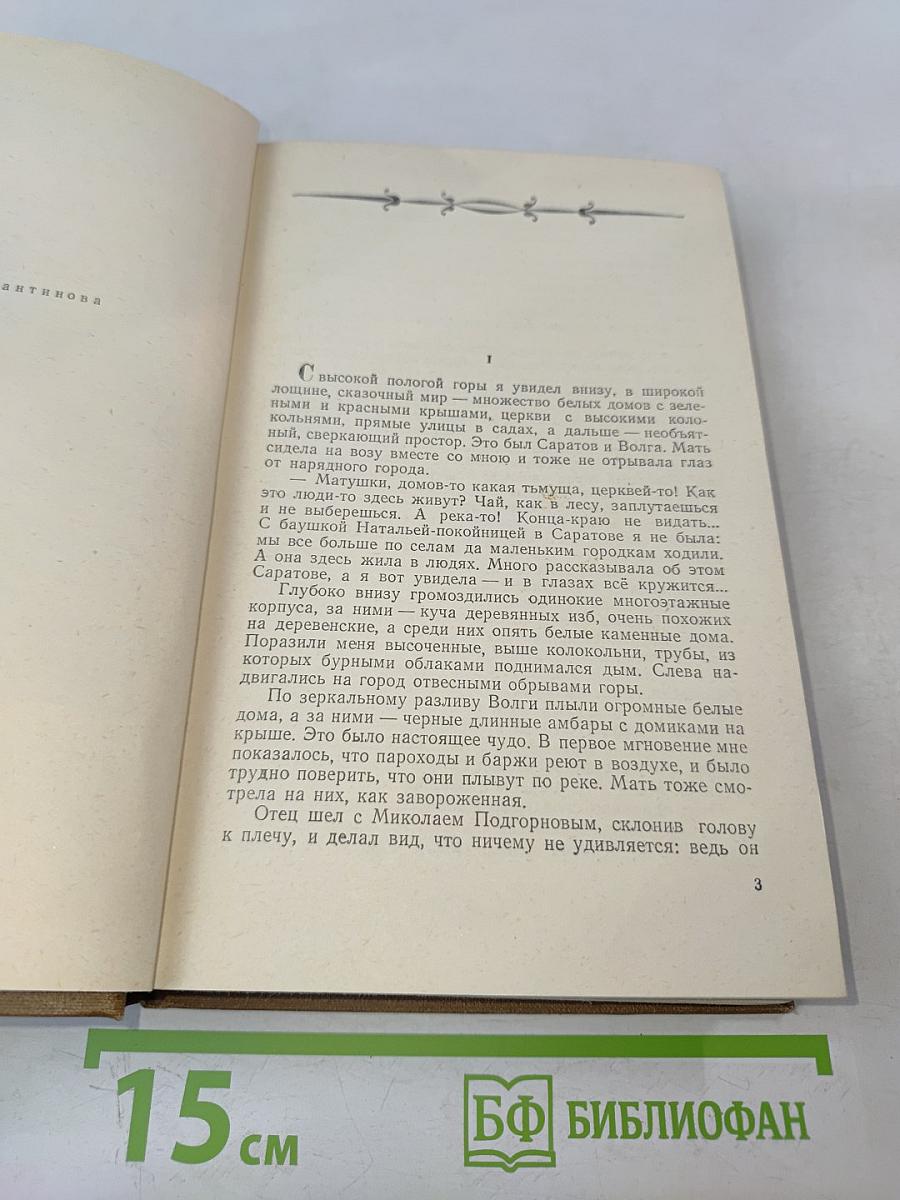 антинова
I
С высокой пологой горы я увидел внизу, в широкой
лощине, сказочный мир — множество белых домов с зеле-
ными и красными крышами, церкви с высокими коло-
кольнями, прямые улицы в садах, а дальше — необъят-
ный, сверкающий простор. Это был Саратов и Волга. Мать
сидела на возу вместе со мною и тоже не отрывала глаз
от нарядного города.
— Матушки, домов-то какая тьмуща, церквей-то! Как
это люди-то здесь живут? Чай, как в лесу, заплутаешься
и не выберешься. А река-то! Конца-краю не видать...
С баушкой Натальей-покойницей в Саратове я не была:
мы все больше по селам да маленьким городкам ходили.
А она здесь жила в людях. Много рассказывала об этом
Саратове, а я вот увидела — и в глазах всё кружится...
Глубоко внизу громоздились одинокие многоэтажные
корпуса, за ними — куча деревянных изб, очень похожих
на деревенские, а среди них опять белые каменные дома.
Поразили меня высоченные, выше колокольни, трубы, из
которых бурными облаками поднимался дым. Слева на-
двигались на город отвесными обрывами горы.
По зеркальному разливу Волги плыли огромные белые
дома, а за ними — черные длинные амбары с домиками на
крыше. Это было настоящее чудо. В первое мгновение мне
показалось, что пароходы и баржи реют в воздухе, и было
трудно поверить, что они плывут по реке. Мать тоже смо-
трела на них, как завороженная.
Отец шел с Миколаем Подгорновым, склонив голову
к плечу, и делал вид, что ничему не удивляется: ведь он
3
15 см
БФ БИБЛИОФАН